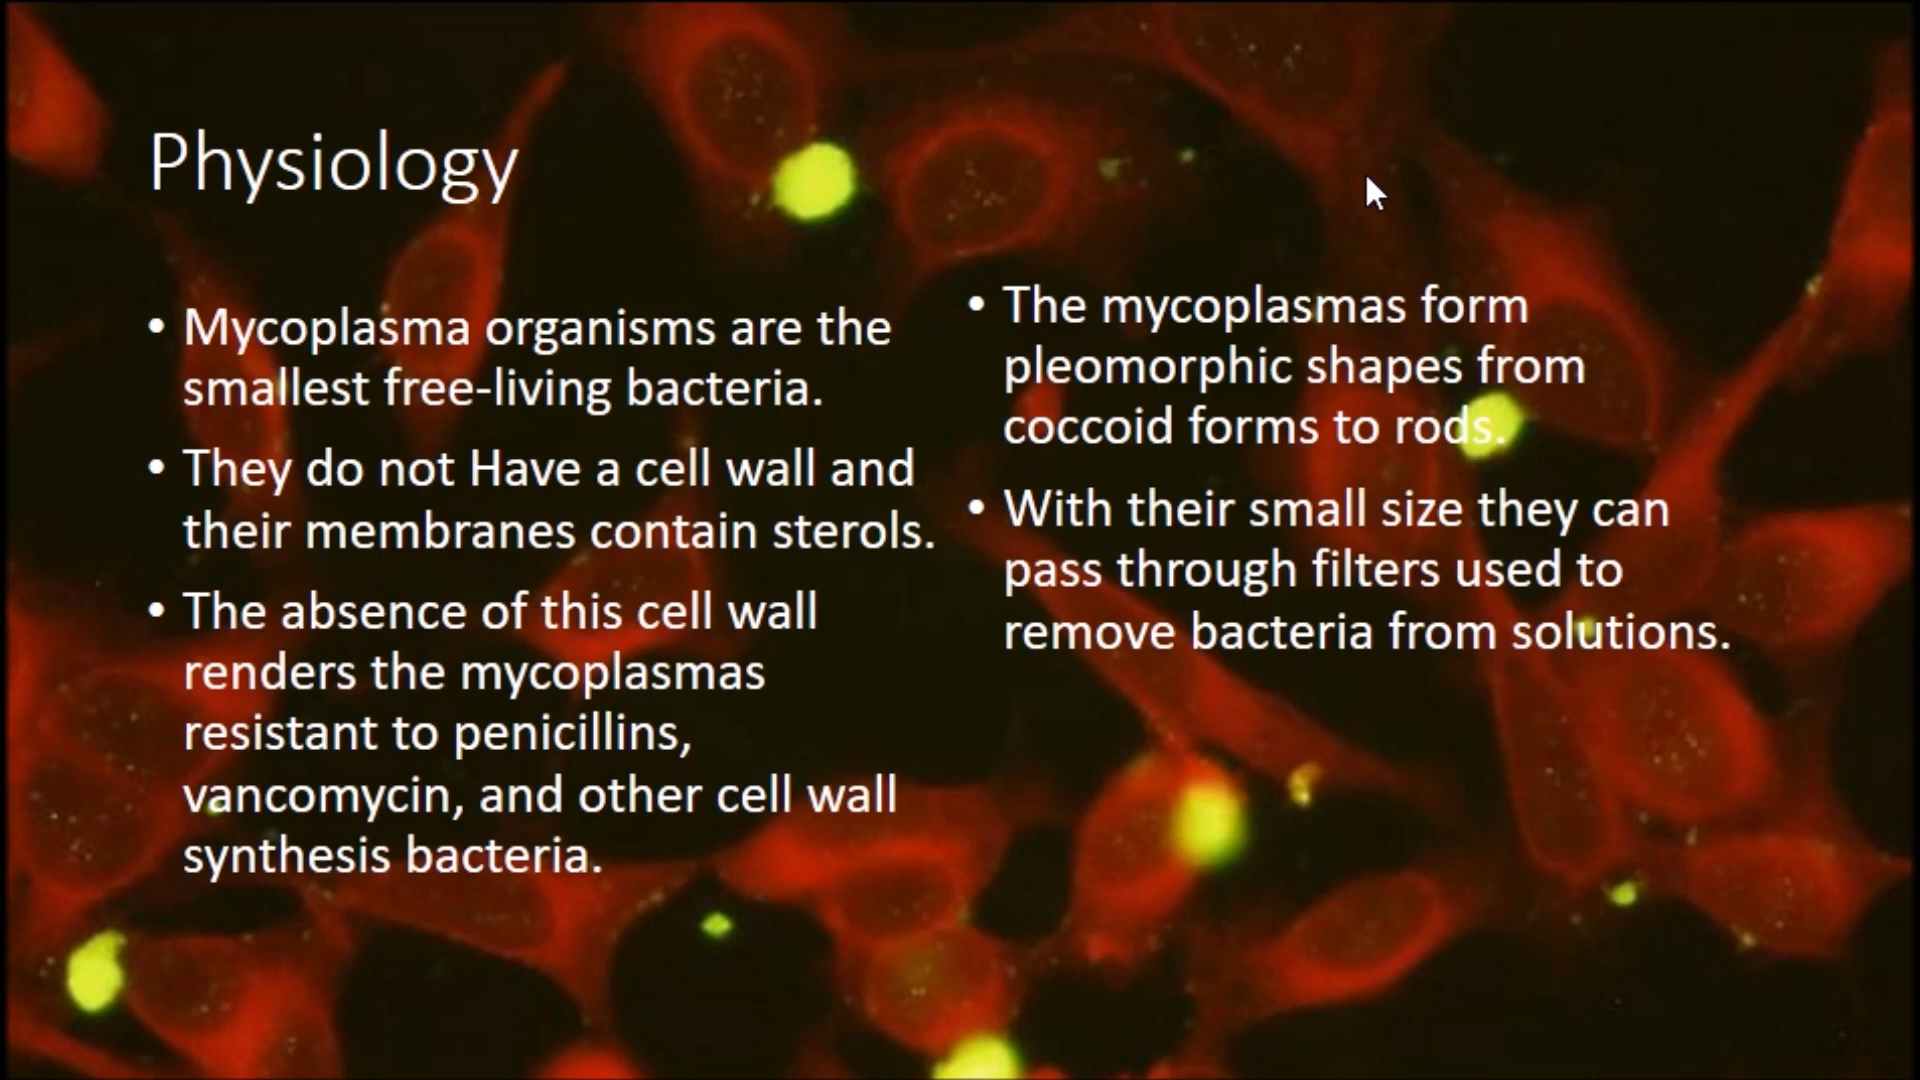 Physiology
• Mycoplasma organisms are the
smallest free-living bacteria.
• They do not Have a cell wall and
their membranes contain sterols.
• The absence of this cell wall
renders the mycoplasmas
resistant to penicillins,
vancomycin, and other cell wall
synthesis bacteria.
• The mycoplasmas form
pleomorphic shapes from
coccoid forms to rods.
• With their small size they can
pass through filters used to
remove bacteria from solutions.